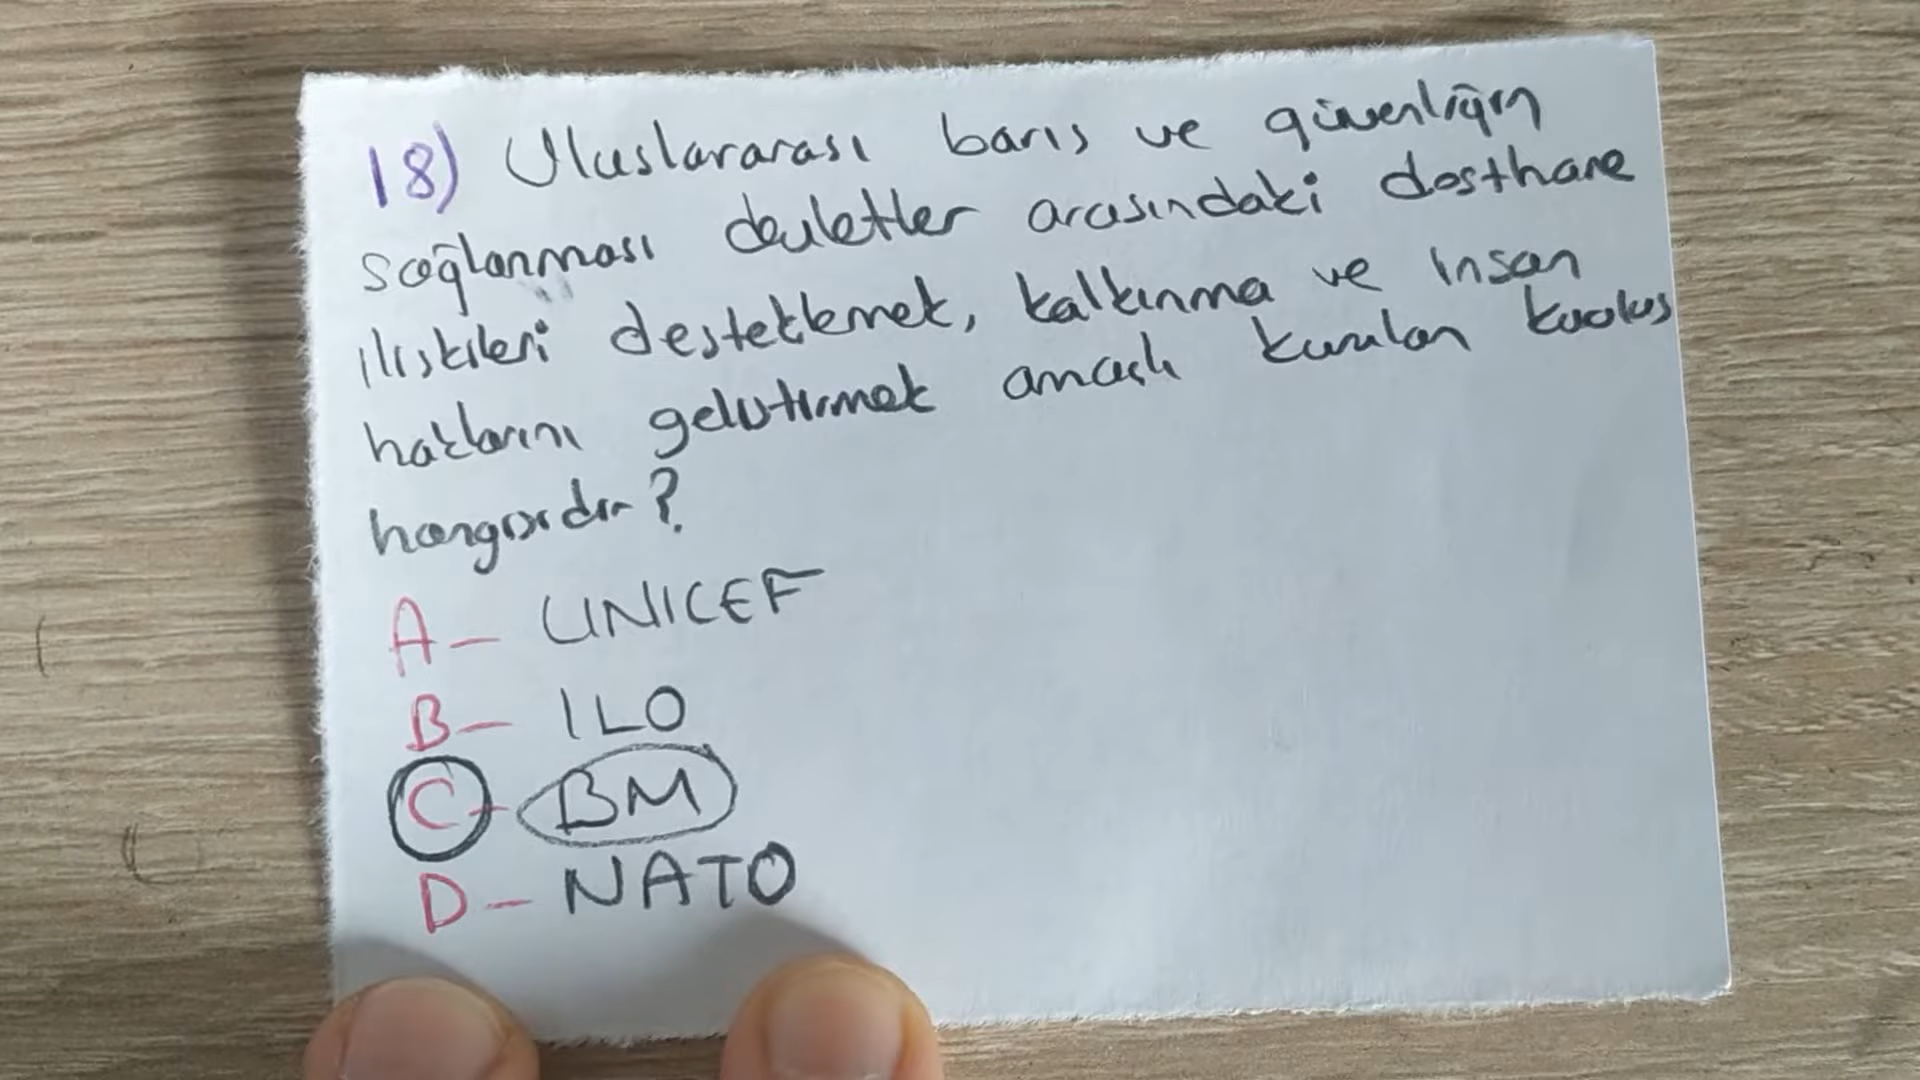 18) Uluslararası barış ve güvenliğin
sağlanması devletler arasındaki dosthane
ilişkileri desteklemek, kalkınma ve insan
haklarını geliştirmek amaçlı kurulan kuruluş
hangisidir?
A- UNICEF
B- ILO
C- BM
D- NATO